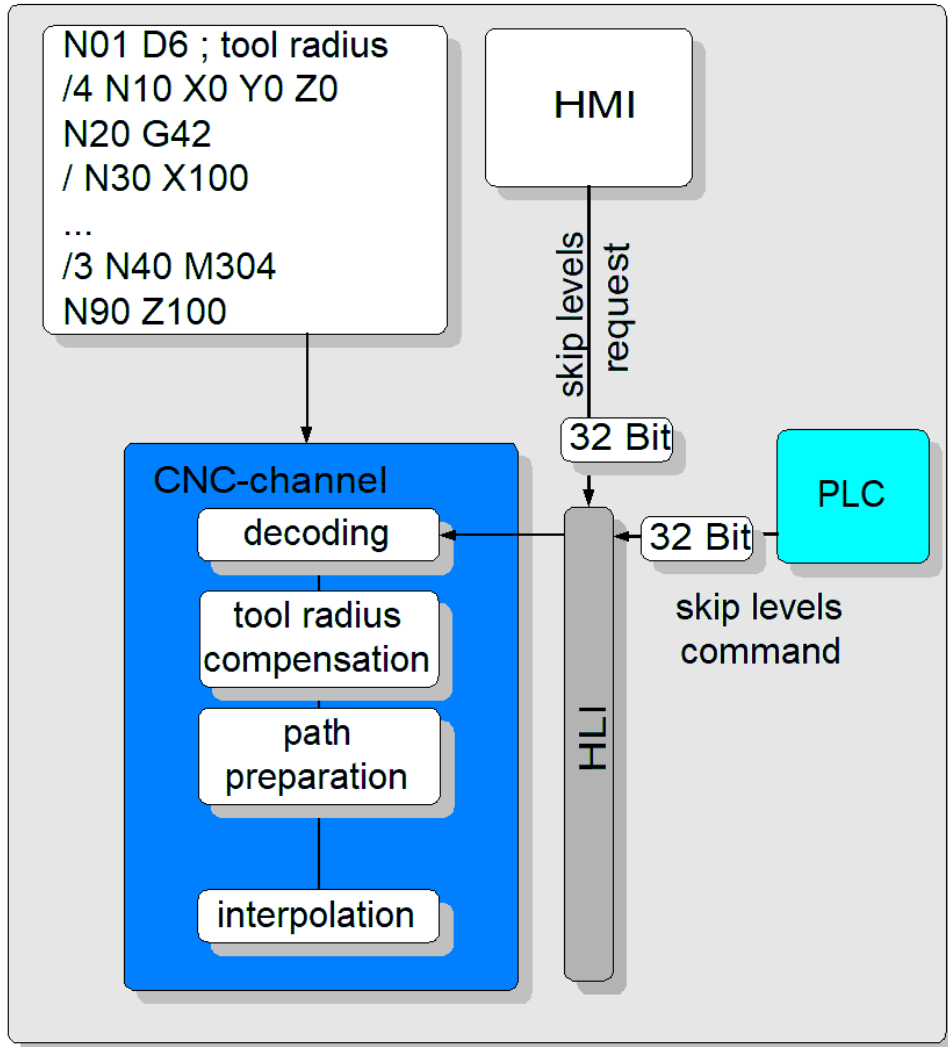 N01 D6 ; tool radius
/4 N10 X0 Y0 Z0
N20 G42
/ N30 X100
...
/3 N40 M304
N90 Z100
HMI
skip levels
request
32 Bit
CNC-channel
decoding
tool radius
compensation
path
preparation
interpolation
HLI
32 Bit
PLC
skip levels
command